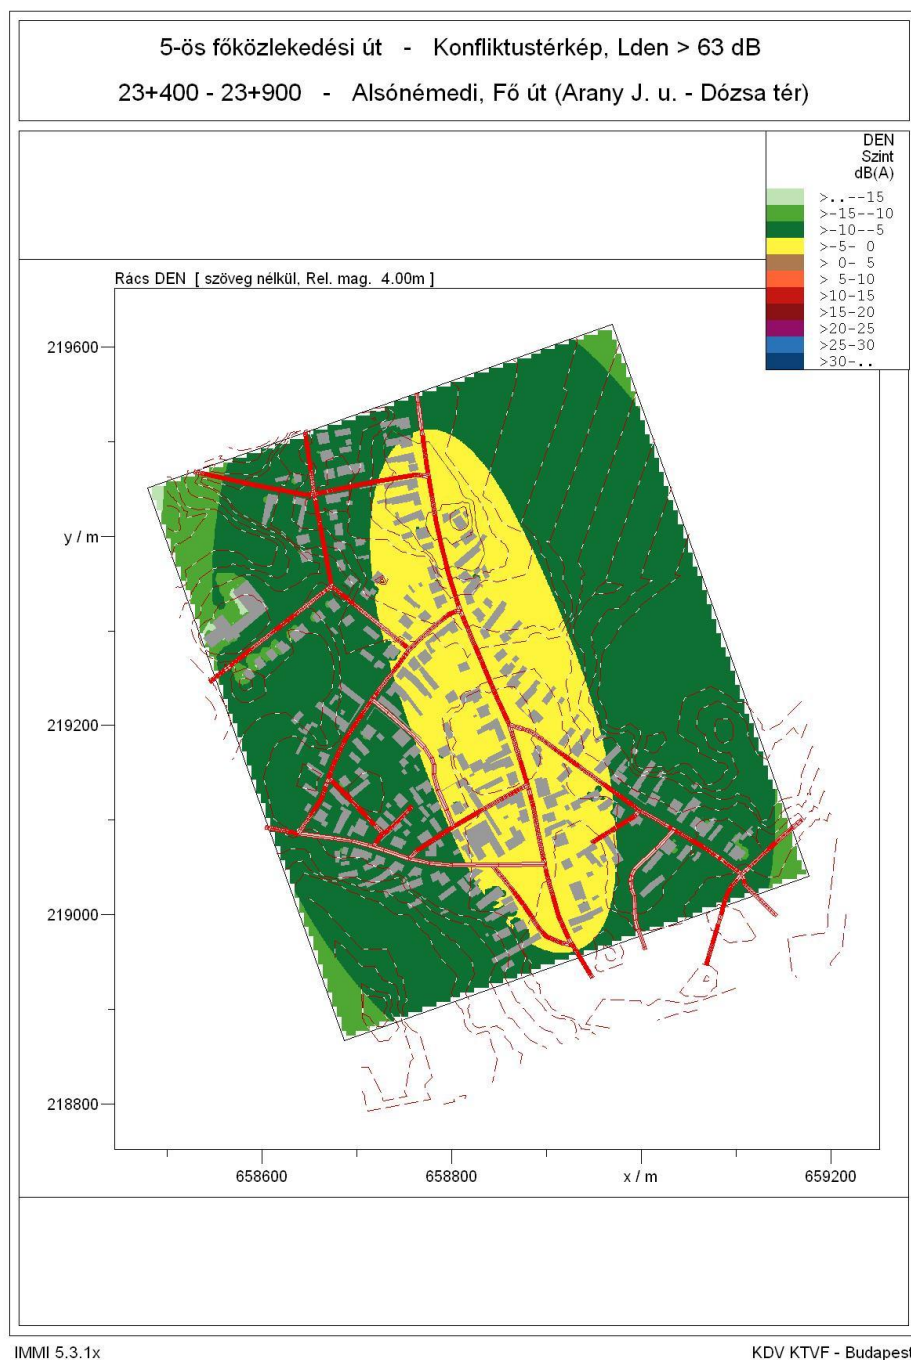 5-ös főközlekedési út - Konfliktustérkép, Lden > 63 dB
23+400 - 23+900 - Alsónémedi, Fő út (Arany J. u. - Dózsa tér)
DEN
Szint
dB(A)
>..--15
>-15--10
>-10--5
>-5- 0
> 0- 5
> 5-10
>10-15
>15-20
>20-25
>25-30
>30-..
Rács DEN [ szöveg nélkül, Rel. mag. 4.00m ]
219600
y / m
219200
219000
218800
658600 658800 x / m 659200
IMMI 5.3.1x KDV KTVF - Budapest